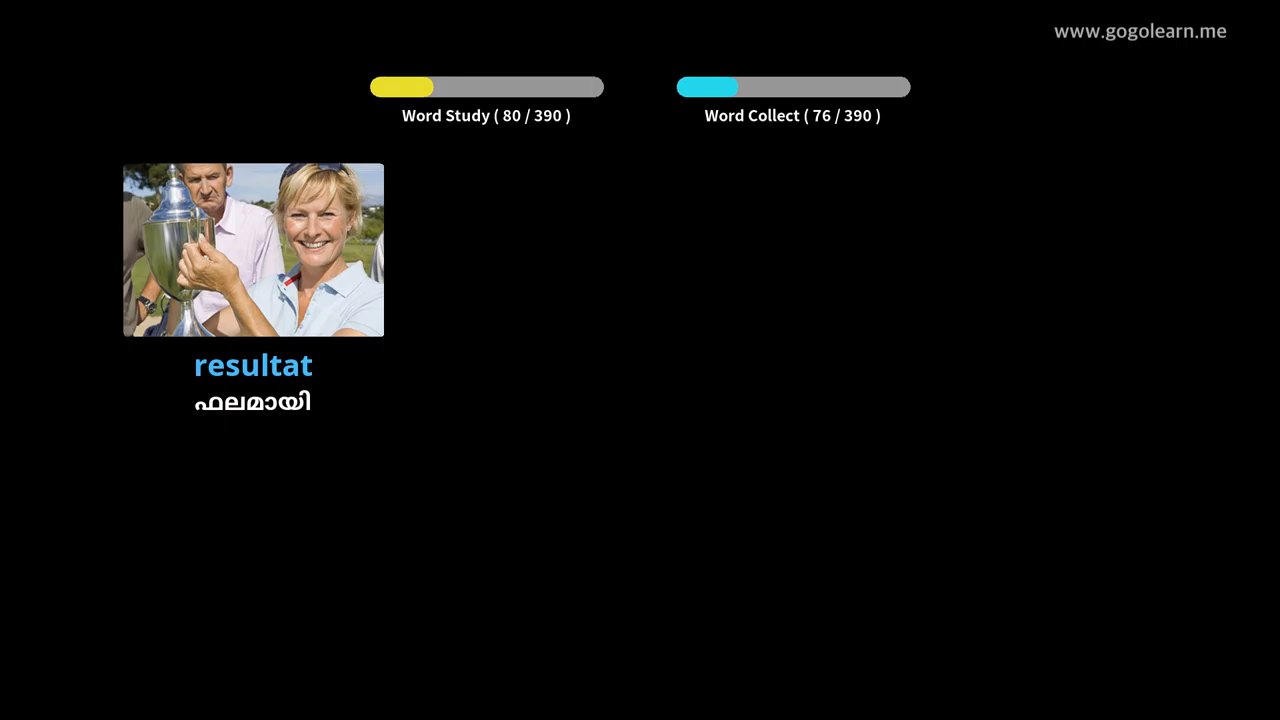 www.gogolearn.me
Word Study ( 80 / 390 )
Word Collect ( 76 / 390 )
resultat
ഫലമായി